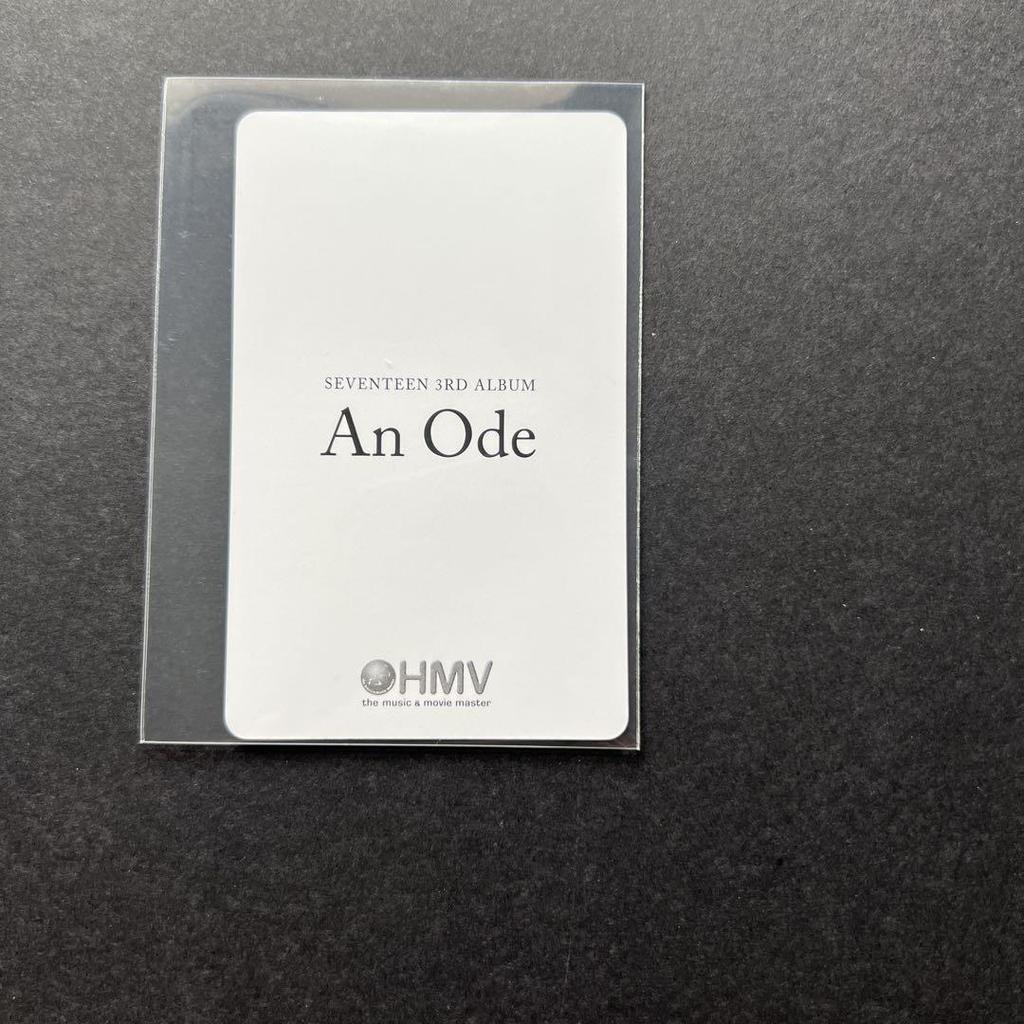 SEVENTEEN 3RD ALBUM
An Ode
HMV
the music & movie master